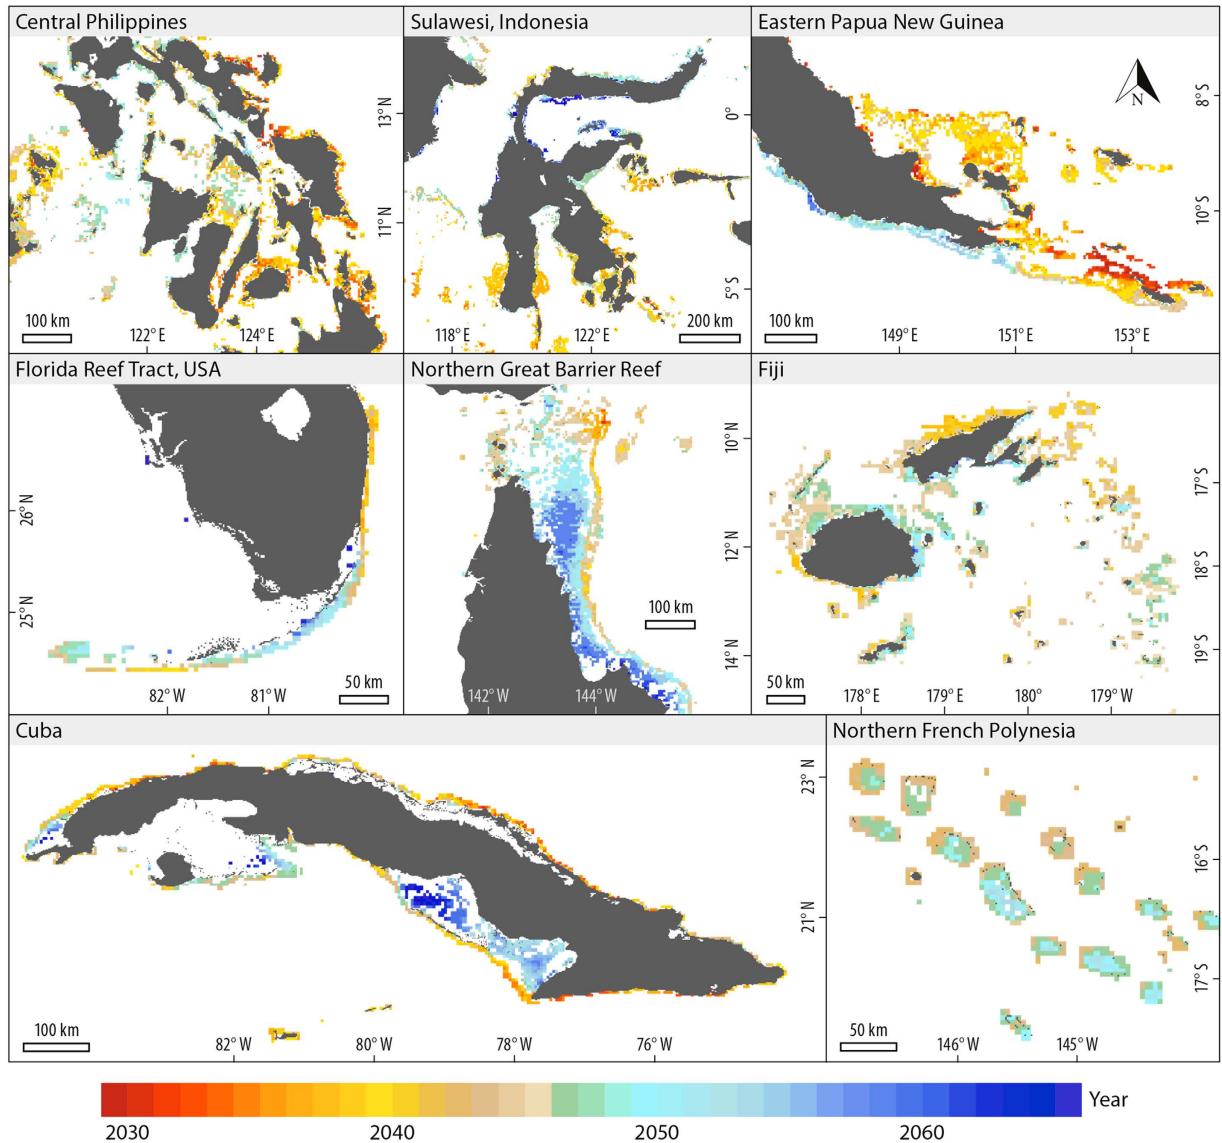 Central Philippines
13° N
11° N
100 km
122°E
124°E
Sulawesi, Indonesia
0°
5°S
118°E
122°E
200 km
Eastern Papua New Guinea
N
8°S
10°S
100 km
149°E
151°E
153°E
Florida Reef Tract, USA
26° N
25°N
82°W
81°W
50 km
Northern Great Barrier Reef
10°N
12°N
14°N
100 km
142°W
144°W
Fiji
17°S
18°S
19°S
50 km
178°E
179°E
180°
179°W
Cuba
23° N
21°N
100 km
82°W
80°W
78°W
76°W
Northern French Polynesia
16°S
17°S
50 km
146°W
145°W
Year
2030
2040
2050
2060